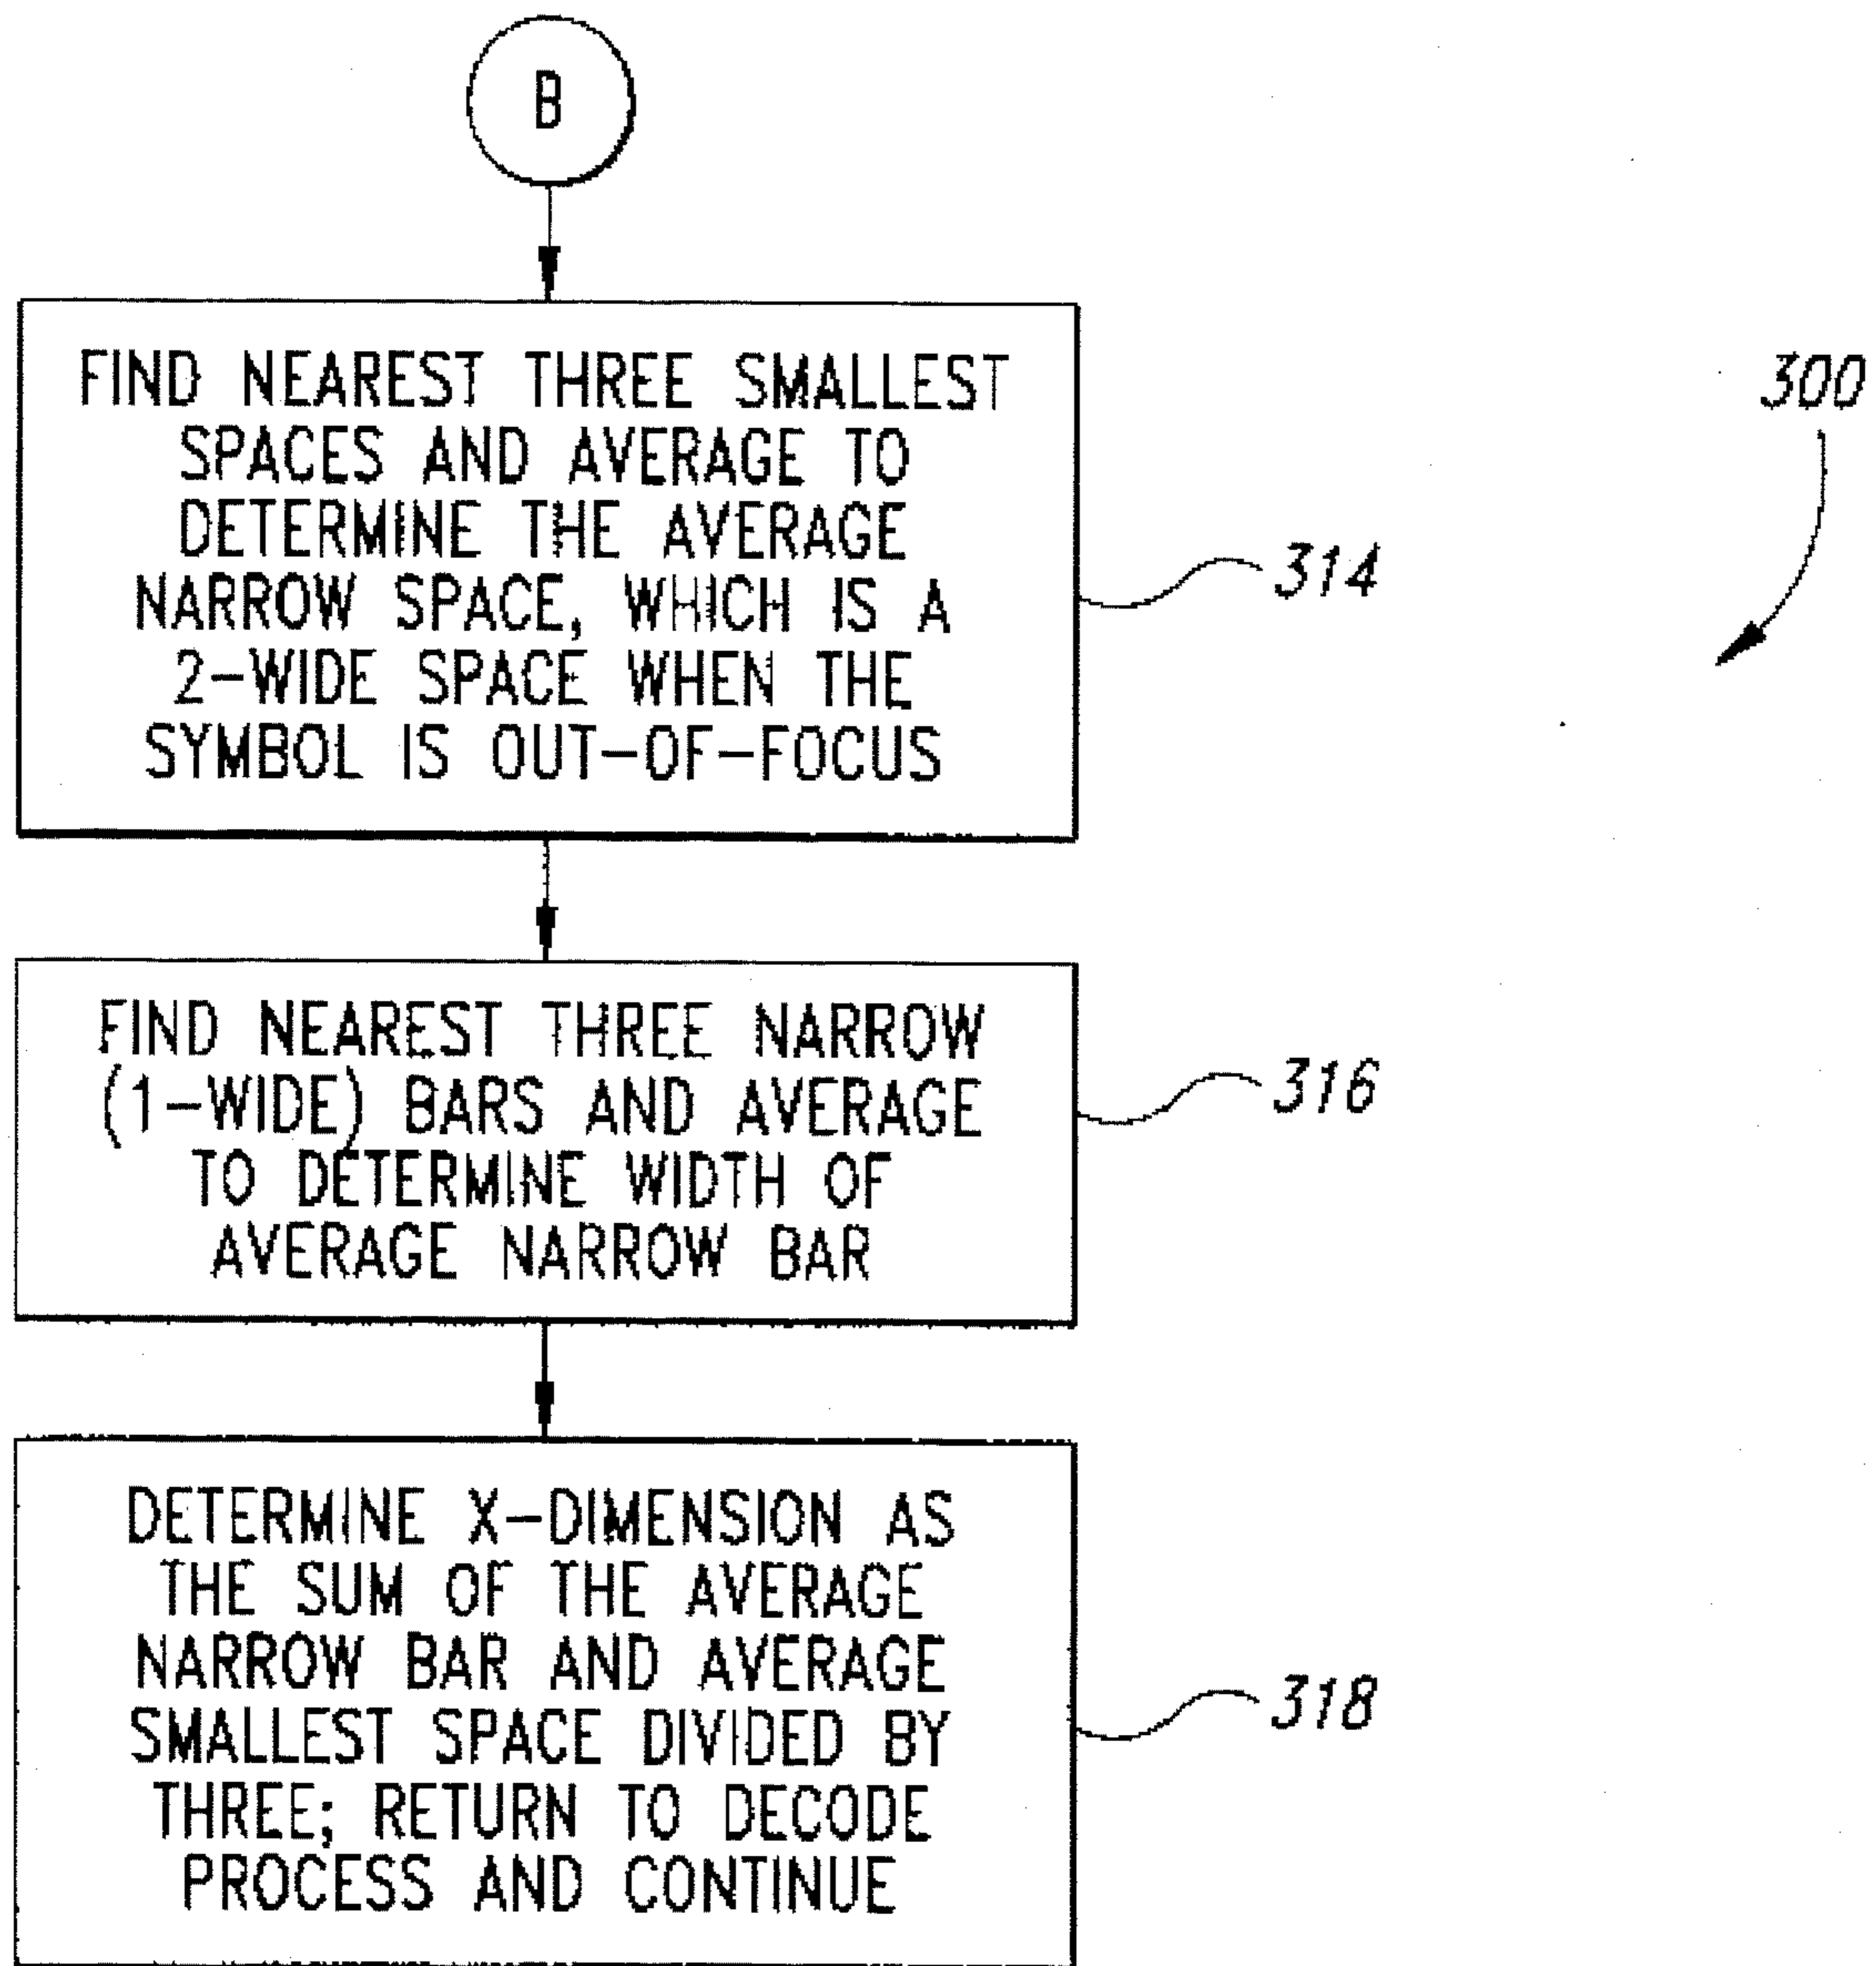 B
FIND NEAREST THREE SMALLEST
SPACES AND AVERAGE TO
DETERMINE THE AVERAGE
NARROW SPACE, WHICH IS A
2-WIDE SPACE WHEN THE
SYMBOL IS OUT-OF-FOCUS
300
314
FIND NEAREST THREE NARROW
(1-WIDE) BARS AND AVERAGE
TO DETERMINE WIDTH OF
AVERAGE NARROW BAR
316
DETERMINE X-DIMENSION AS
THE SUM OF THE AVERAGE
NARROW BAR AND AVERAGE
SMALLEST SPACE DIVIDED BY
THREE; RETURN TO DECODE
PROCESS AND CONTINUE
318